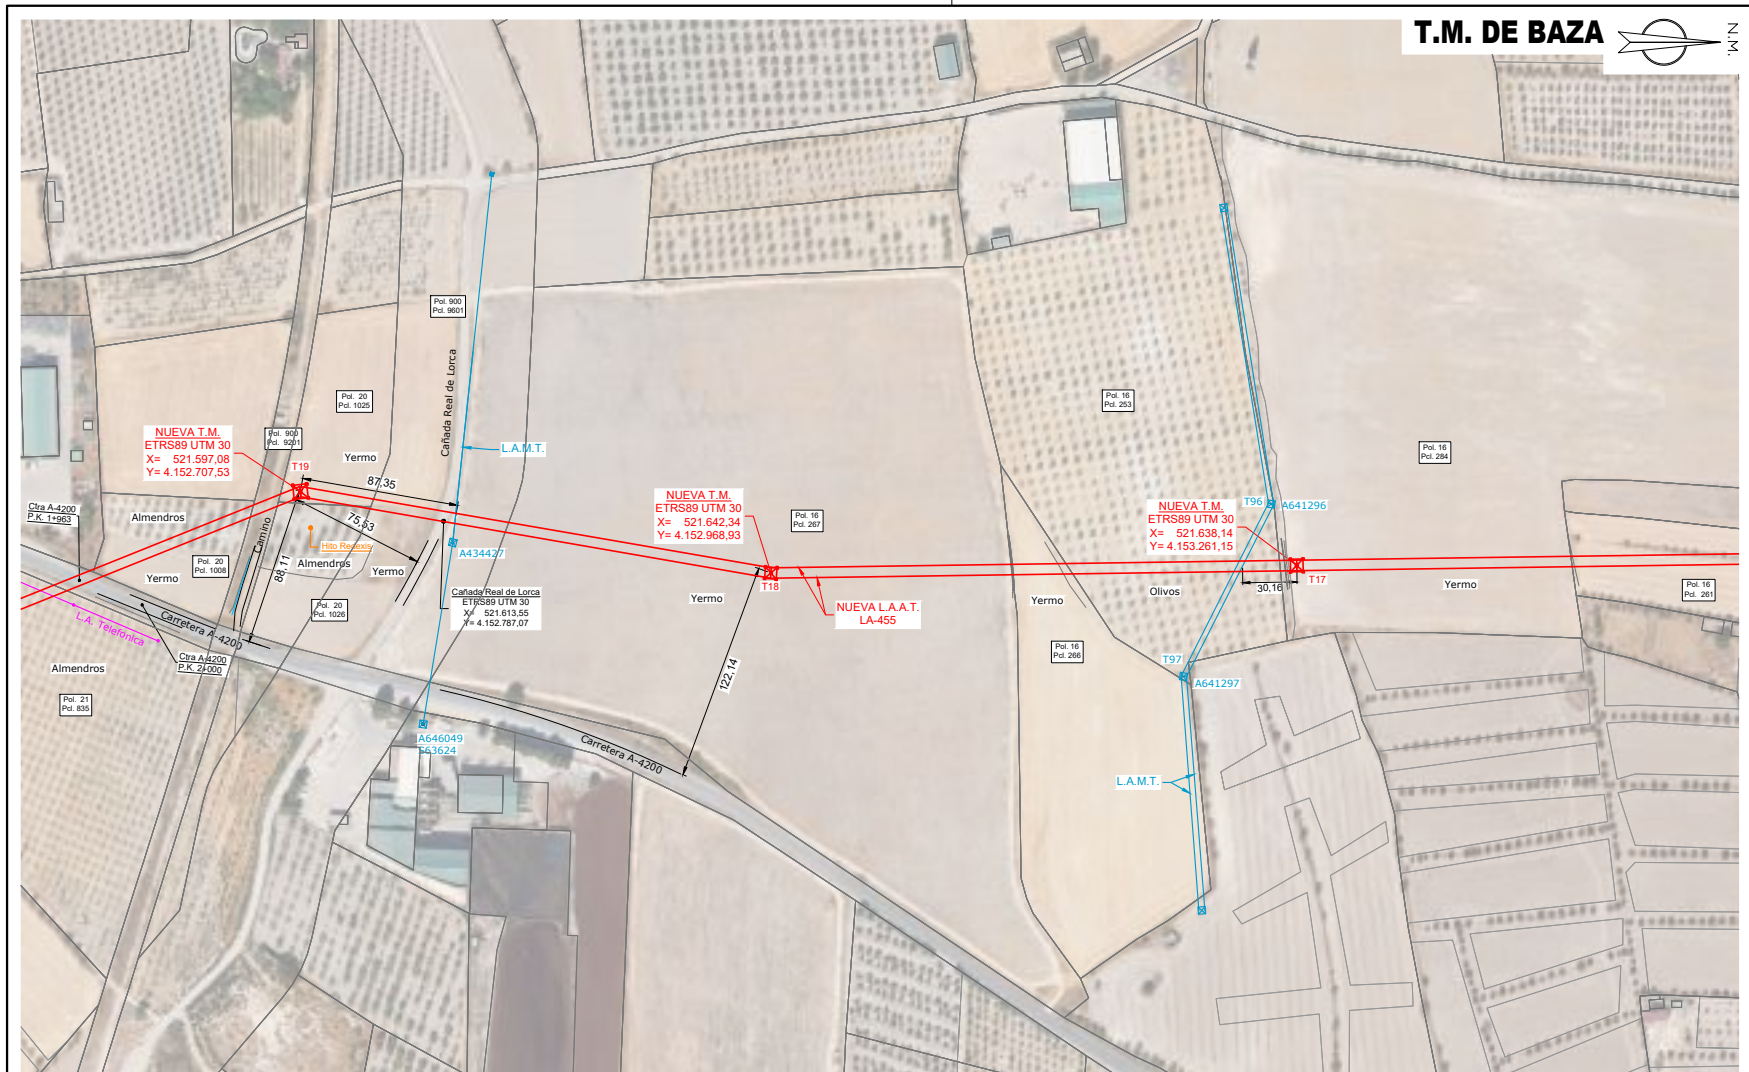 T.M. DE BAZA
N.M.
Pol. 900
Pcl. 9601
Cañada Real de Lorca
L.A.M.T.
Pol. 20
Pcl. 1025
Pol. 900
Pcl. 9201
NUEVA T.M.
ETRS89 UTM 30
X= 521.597,08
Y= 4.152.707,53
T19
Yermo
87,35
75,53
88,11
Ctra A-4200
P.K. 1+963
Almendros
Camino
Hito Redexis
Almendros
Yermo
A434427
Pol. 20
Pcl. 1008
Yermo
Pol. 20
Pcl. 1026
Cañada Real de Lorca
ETRS89 UTM 30
X= 521.613,55
Y= 4.152.787,07
L.A. Telefónica
Carretera A-4200
Ctra A-4200
P.K. 2+000
Almendros
Pol. 21
Pcl. 835
A646049
S63624
Carretera A-4200
NUEVA T.M.
ETRS89 UTM 30
X= 521.642,34
Y= 4.152.968,93
Pol. 16
Pcl. 267
T18
Yermo
122,14
NUEVA L.A.A.T.
LA-455
Yermo
Pol. 16
Pcl. 266
Pol. 16
Pcl. 253
Olivos
T96
A641296
NUEVA T.M.
ETRS89 UTM 30
X= 521.638,14
Y= 4.153.261,15
30,16
T17
T97
A641297
L.A.M.T.
Pol. 16
Pcl. 284
Yermo
Pol. 16
Pcl. 261